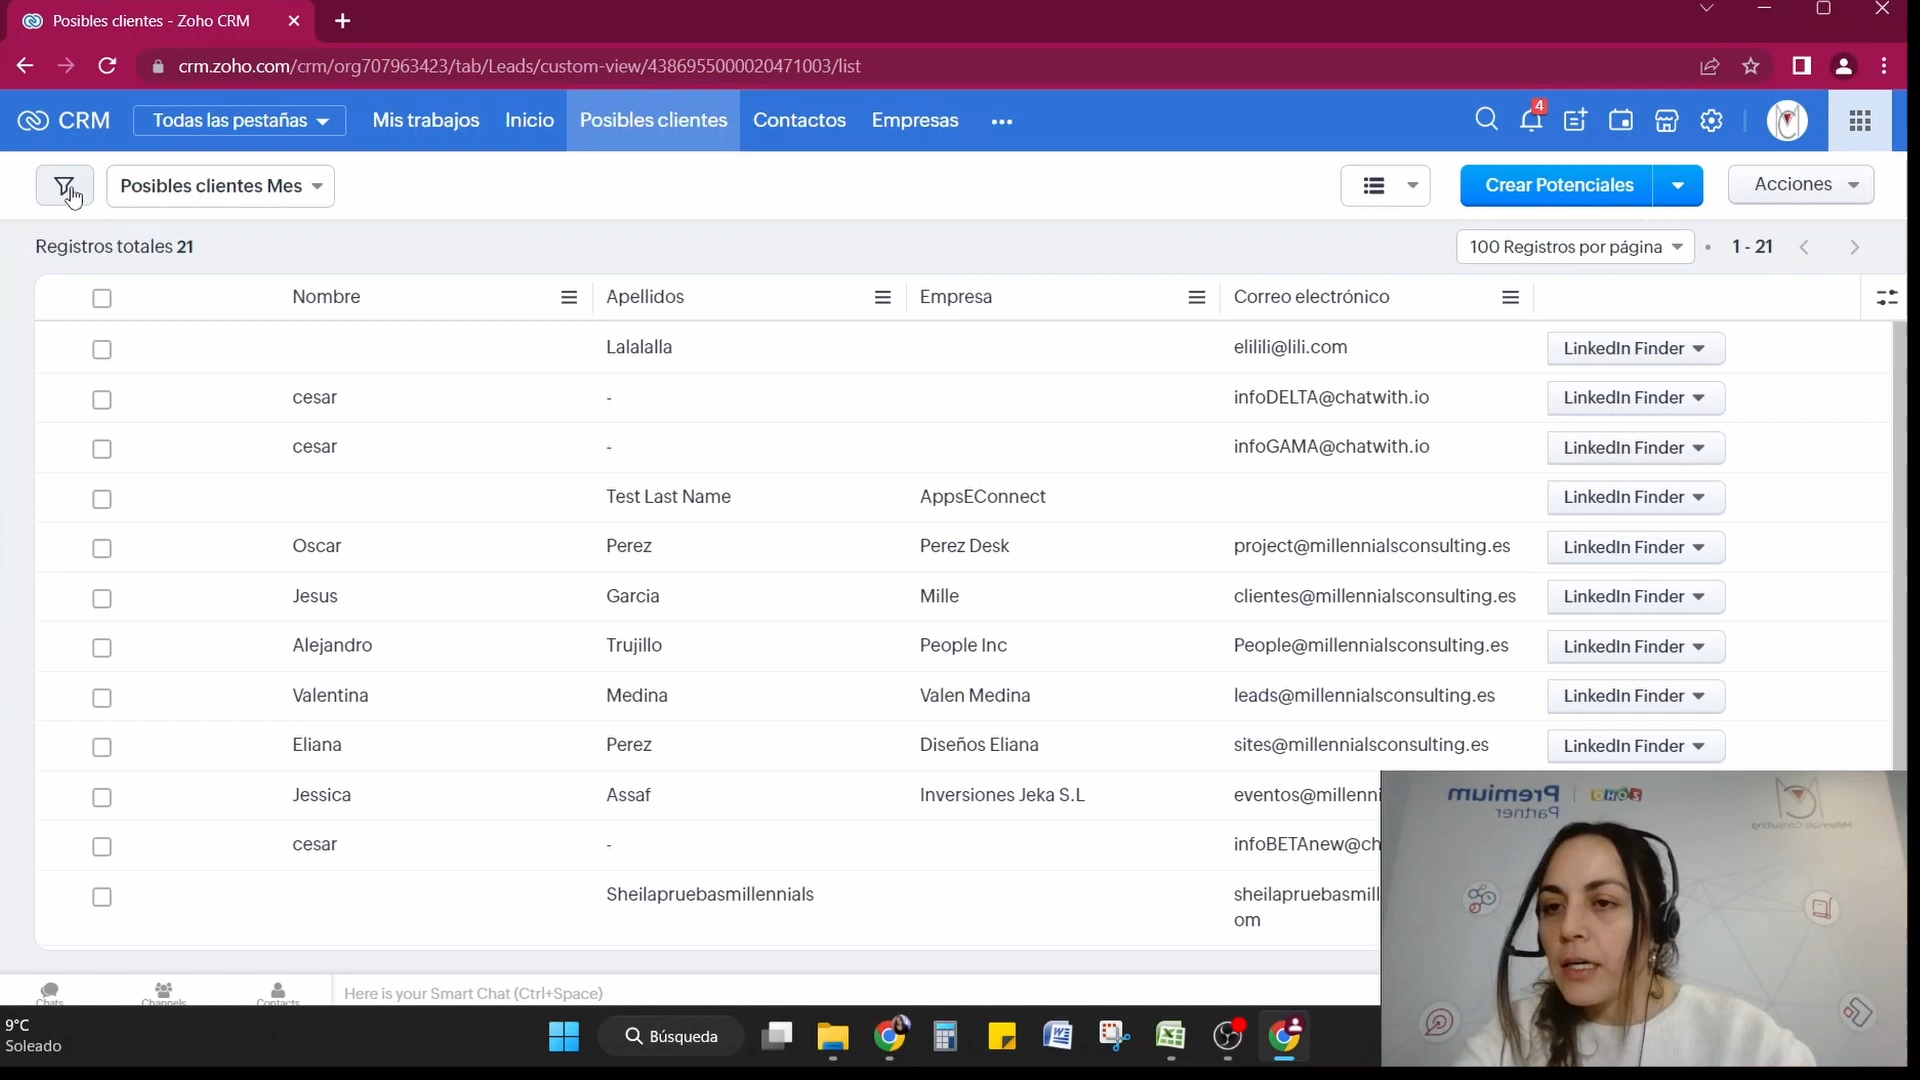 Posibles clientes - Zoho CRM
crm.zoho.com/crm/org707963423/tab/Leads/custom-view/4386955000020471003/list
CRM
Todas las pestañas
Mis trabajos
Inicio
Posibles clientes
Contactos
Empresas
4
Posibles clientes Mes
Crear Potenciales
Acciones
Registros totales 21
100 Registros por página
1 - 21
Nombre Apellidos Empresa Correo electrónico
Lalalalla elilili@lili.com LinkedIn Finder
cesar - infoDELTA@chatwith.io LinkedIn Finder
cesar - infoGAMA@chatwith.io LinkedIn Finder
Test Last Name AppsEConnect LinkedIn Finder
Oscar Perez Perez Desk project@millennialsconsulting.es LinkedIn Finder
Jesus Garcia Mille clientes@millennialsconsulting.es LinkedIn Finder
Alejandro Trujillo People Inc People@millennialsconsulting.es LinkedIn Finder
Valentina Medina Valen Medina leads@millennialsconsulting.es LinkedIn Finder
Eliana Perez Diseños Eliana sites@millennialsconsulting.es LinkedIn Finder
Jessica Assaf Inversiones Jeka S.L eventos@millenni
cesar - infoBETAnew@ch
Sheilapruebasmillennials sheilapruebasmill
om
Premium
Partner
ZOHO
Millennials Consulting
Chats
Channels
Contacts
Here is your Smart Chat (Ctrl+Space)
9°C
Soleado
Búsqueda